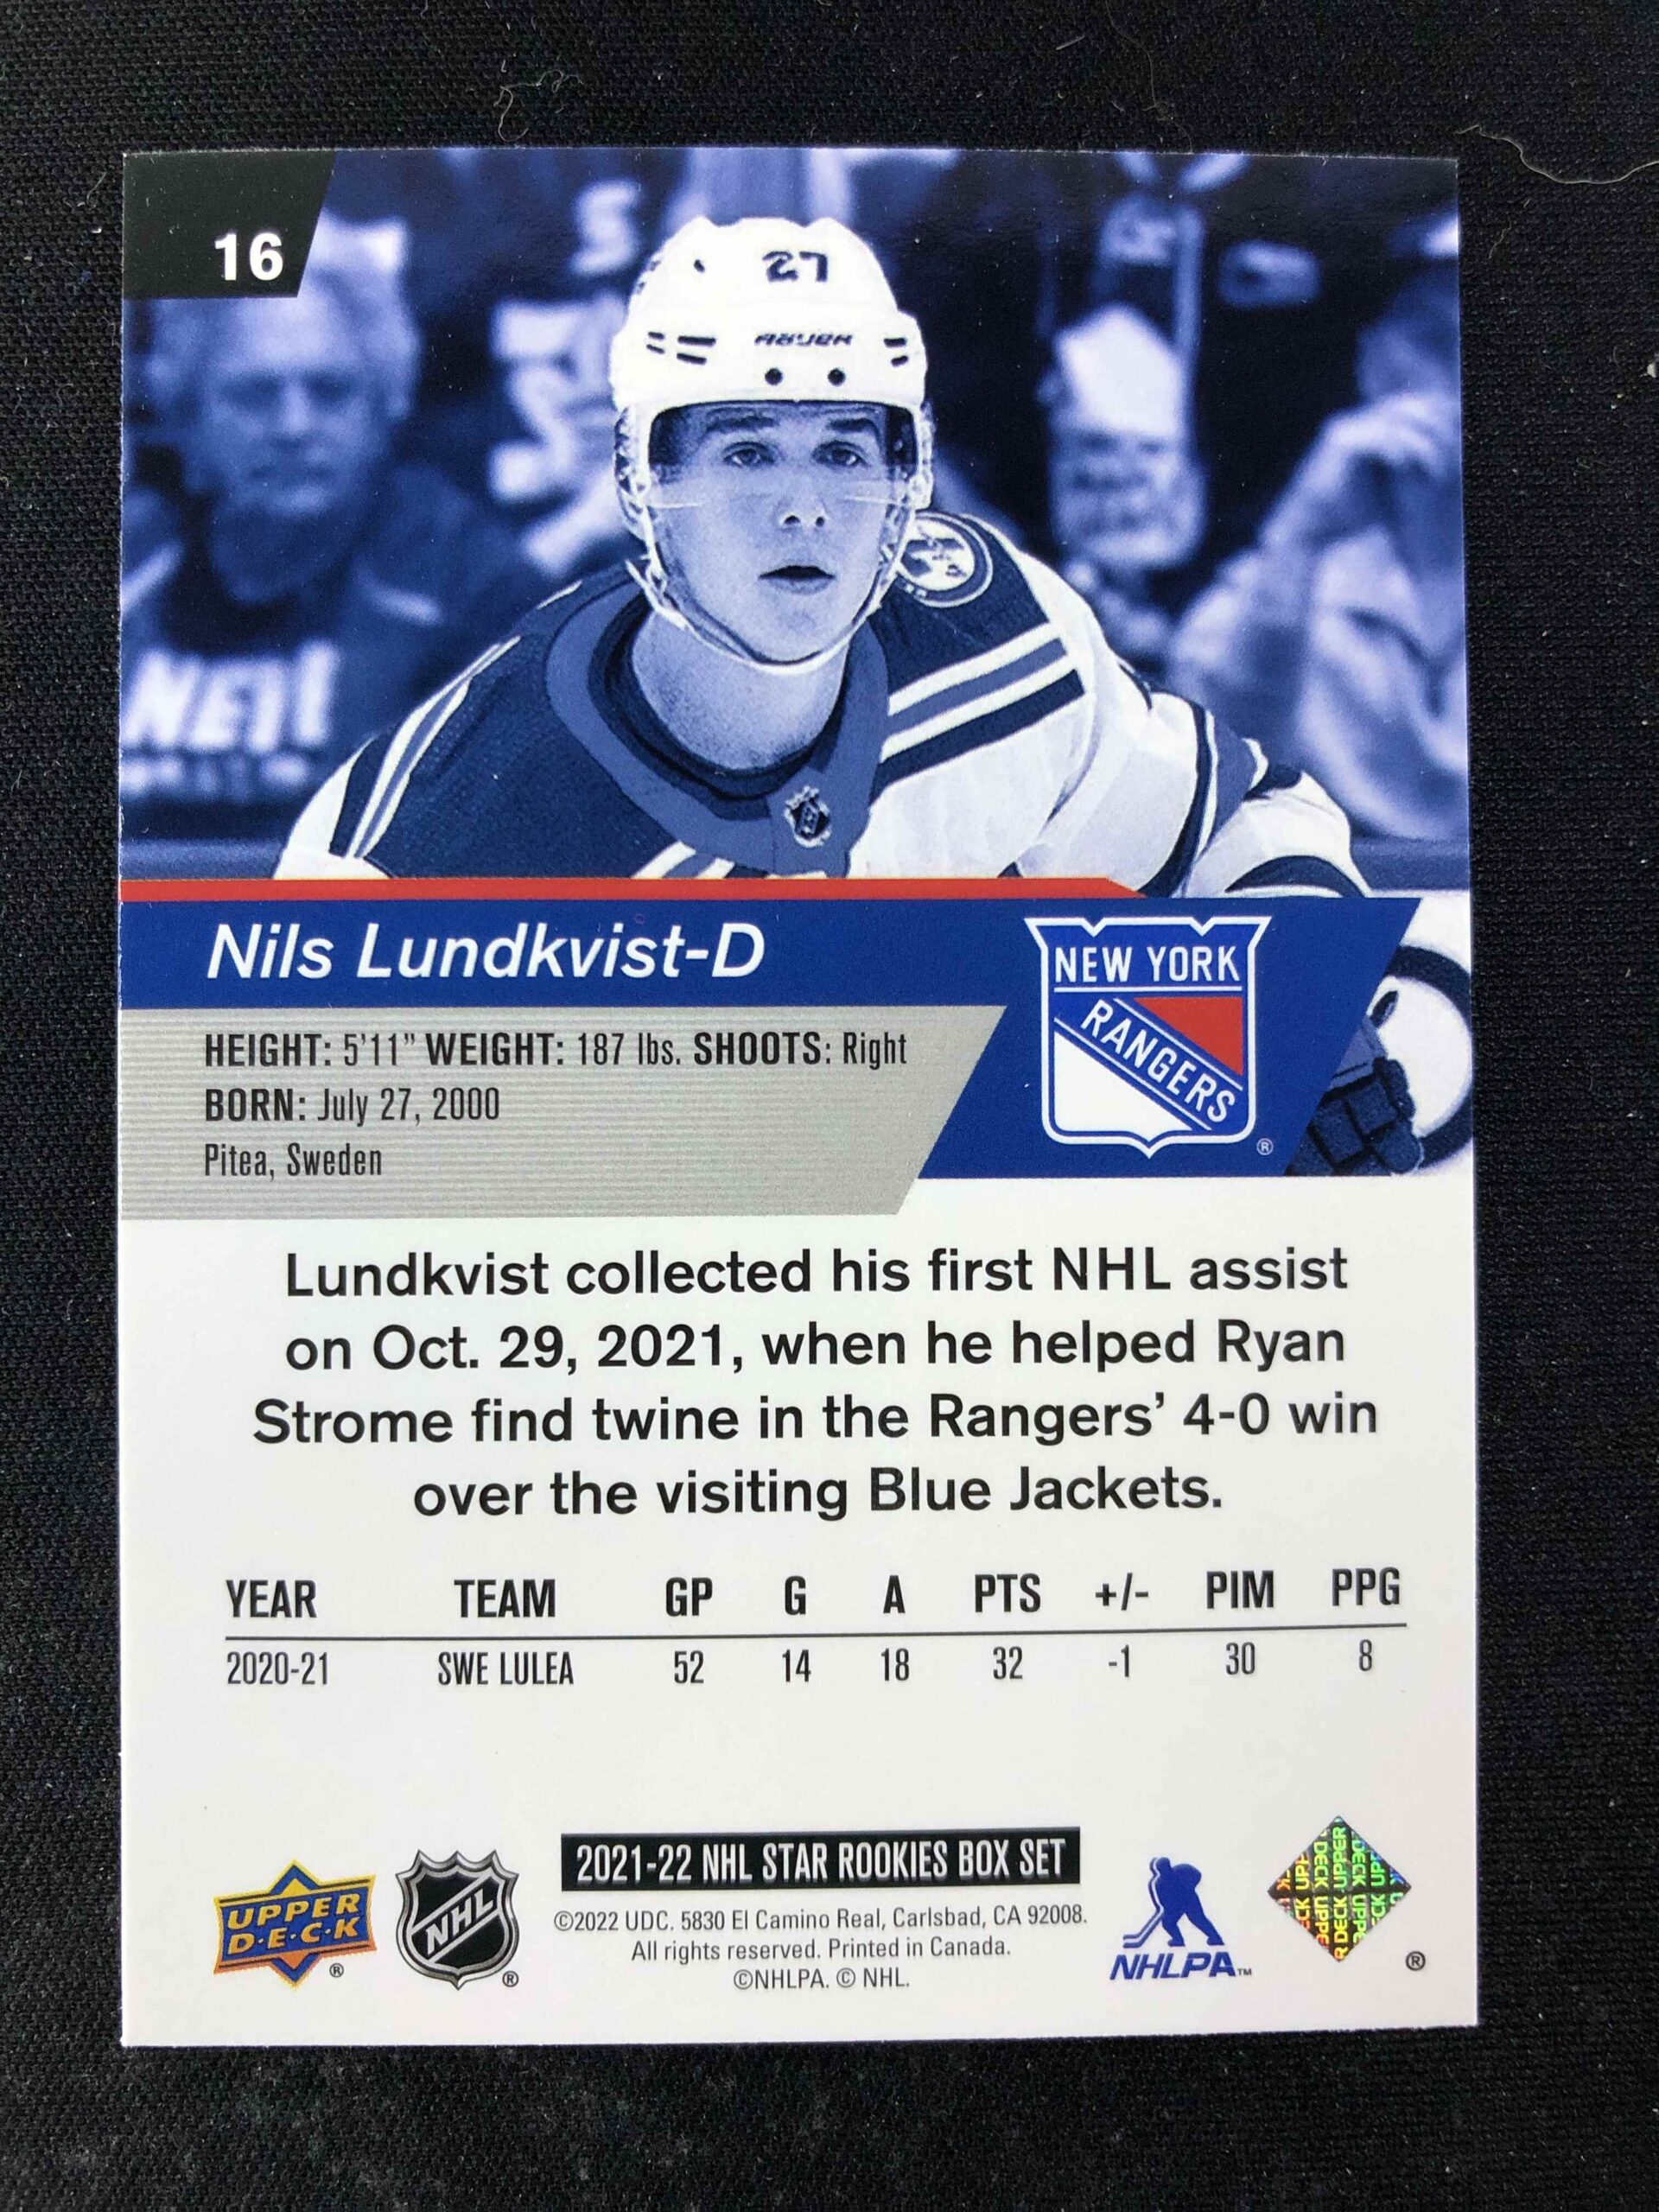 16
27
BAUER
NEIL
Nils Lundkvist-D
NEW YORK
RANGERS
®
HEIGHT: 5'11” WEIGHT: 187 lbs. SHOOTS: Right
BORN: July 27, 2000
Pitea, Sweden
Lundkvist collected his first NHL assist
on Oct. 29, 2021, when he helped Ryan
Strome find twine in the Rangers’ 4-0 win
over the visiting Blue Jackets.
YEAR TEAM GP G A PTS +/- PIM PPG
2020-21 SWE LULEA 52 14 18 32 -1 30 8
2021-22 NHL STAR ROOKIES BOX SET
©2022 UDC. 5830 El Camino Real, Carlsbad, CA 92008.
All rights reserved. Printed in Canada.
©NHLPA. © NHL.
UPPER
D·E·C·K
®
NHL
®
NHLPA™
UPPER DECK
®